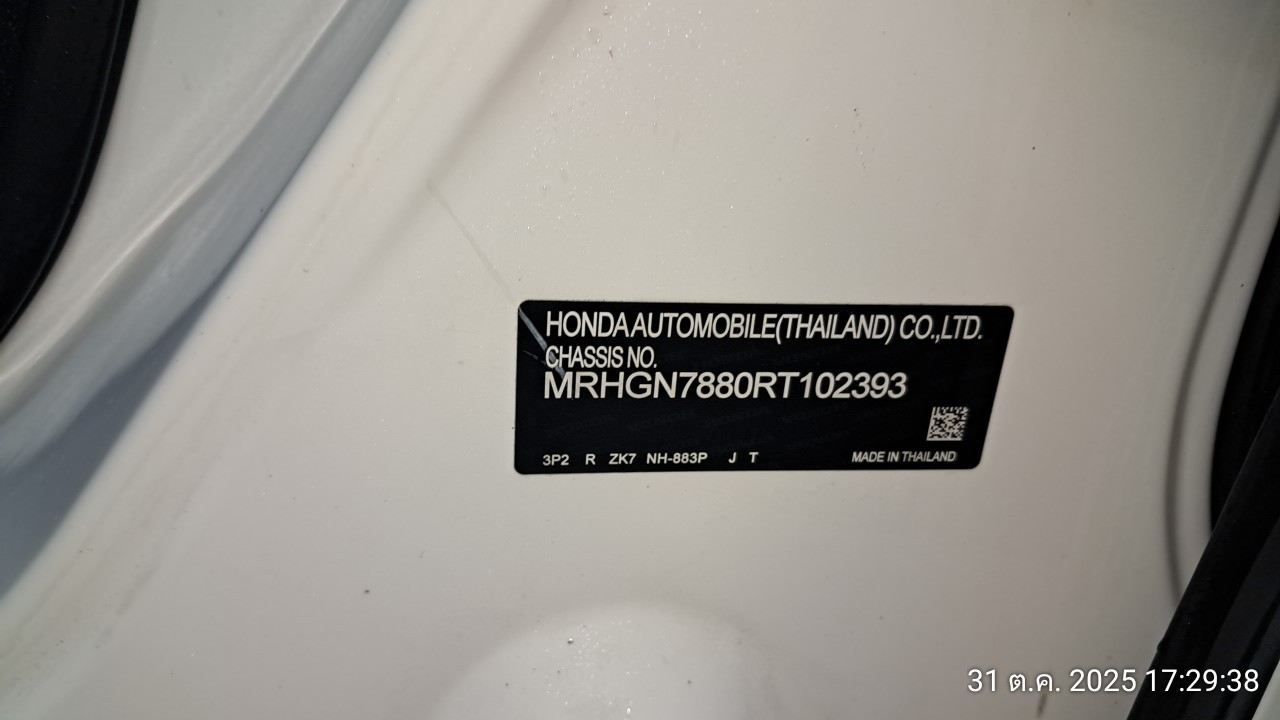 HONDA AUTOMOBILE(THAILAND) CO.,LTD.
CHASSIS NO.
MRHGN7880RT102393
3P2 R ZK7 NH-883P J T MADE IN THAILAND
31 ต.ค. 2025 17:29:38